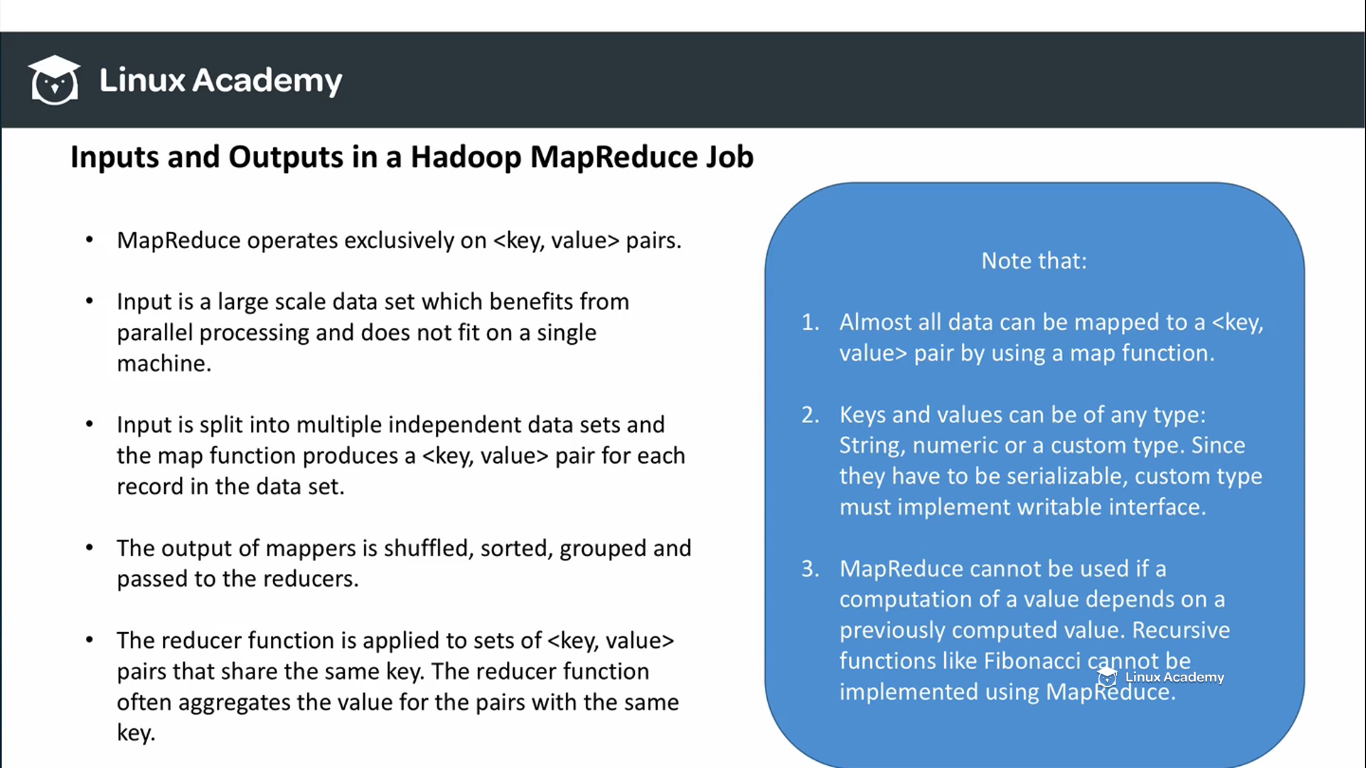 Linux Academy
Inputs and Outputs in a Hadoop MapReduce Job
• MapReduce operates exclusively on <key, value> pairs.
• Input is a large scale data set which benefits from
parallel processing and does not fit on a single
machine.
• Input is split into multiple independent data sets and
the map function produces a <key, value> pair for each
record in the data set.
• The output of mappers is shuffled, sorted, grouped and
passed to the reducers.
• The reducer function is applied to sets of <key, value>
pairs that share the same key. The reducer function
often aggregates the value for the pairs with the same
key.
Note that:
1. Almost all data can be mapped to a <key,
value> pair by using a map function.
2. Keys and values can be of any type:
String, numeric or a custom type. Since
they have to be serializable, custom type
must implement writable interface.
3. MapReduce cannot be used if a
computation of a value depends on a
previously computed value. Recursive
functions like Fibonacci cannot be
implemented using MapReduce.
Linux Academy